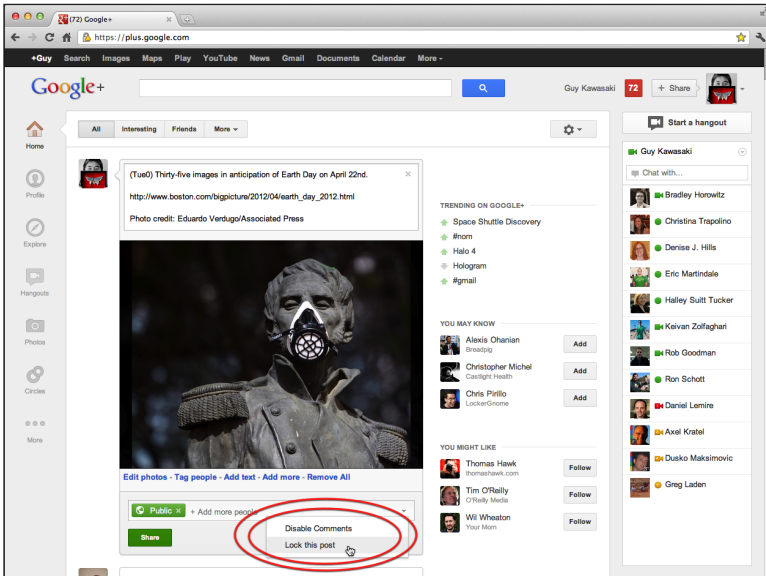 (72) Google+
https://plus.google.com
+Guy Search Images Maps Play YouTube News Gmail Documents Calendar More
Google+
Guy Kawasaki 72 + Share
All Interesting Friends More
Start a hangout
Home
Profile
Explore
Hangouts
Photos
Circles
More
(Tue0) Thirty-five images in anticipation of Earth Day on April 22nd.
http://www.boston.com/bigpicture/2012/04/earth_day_2012.html
Photo credit: Eduardo Verdugo/Associated Press
Edit photos - Tag people - Add text - Add more - Remove All
Public × + Add more people
Disable Comments
Lock this post
Share
TRENDING ON GOOGLE+
Space Shuttle Discovery
#nom
Halo 4
Hologram
#gmail
YOU MAY KNOW
Alexis Ohanian
Breadpig
Add
Christopher Michel
Castlight Health
Add
Chris Pirillo
LockerGnome
Add
YOU MIGHT LIKE
Thomas Hawk
thomashawk.com
Follow
Tim O'Reilly
O'Reilly Media
Follow
Wil Wheaton
Your Mom
Follow
Guy Kawasaki
Chat with...
Bradley Horowitz
Christina Trapolino
Denise J. Hills
Eric Martindale
Halley Suitt Tucker
Keivan Zolfaghari
Rob Goodman
Ron Schott
Daniel Lemire
Axel Kratel
Dusko Maksimovic
Greg Laden